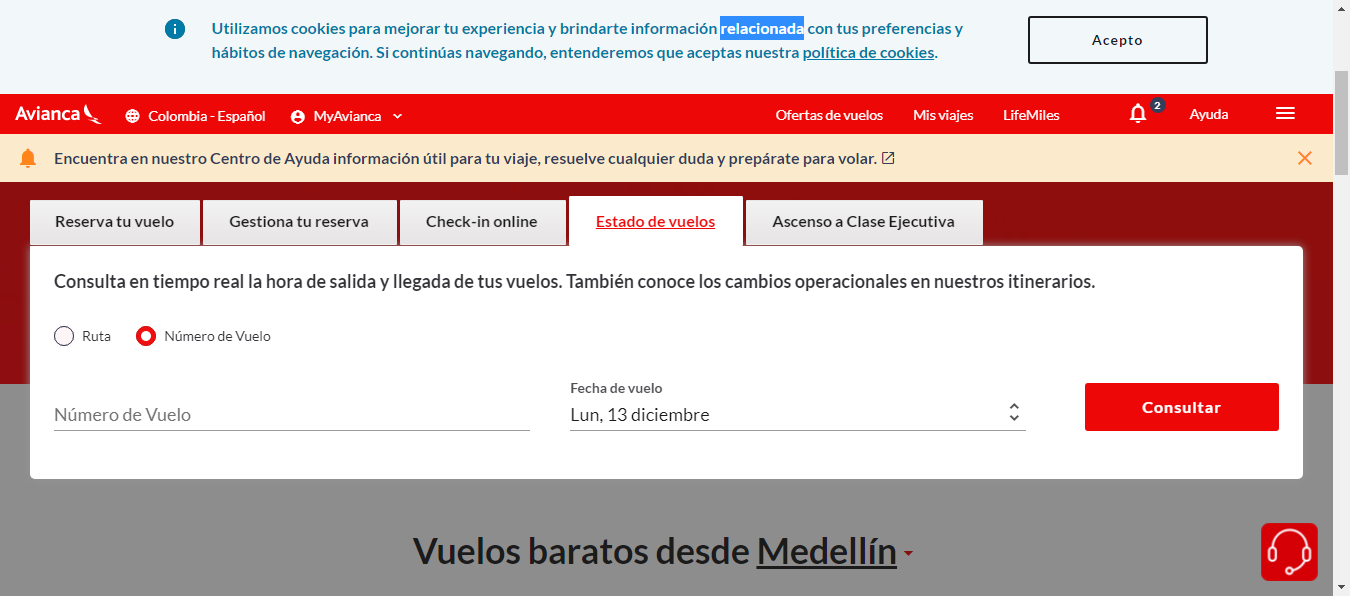 Utilizamos cookies para mejorar tu experiencia y brindarte información relacionada con tus preferencias y
hábitos de navegación. Si continúas navegando, entenderemos que aceptas nuestra política de cookies.
Acepto
Avianca
Colombia - Español
MyAvianca
Ofertas de vuelos
Mis viajes
LifeMiles
2
Ayuda
Encuentra en nuestro Centro de Ayuda información útil para tu viaje, resuelve cualquier duda y prepárate para volar.
Reserva tu vuelo
Gestiona tu reserva
Check-in online
Estado de vuelos
Ascenso a Clase Ejecutiva
Consulta en tiempo real la hora de salida y llegada de tus vuelos. También conoce los cambios operacionales en nuestros itinerarios.
Ruta
Número de Vuelo
Número de Vuelo
Fecha de vuelo
Lun, 13 diciembre
Consultar
Vuelos baratos desde Medellín